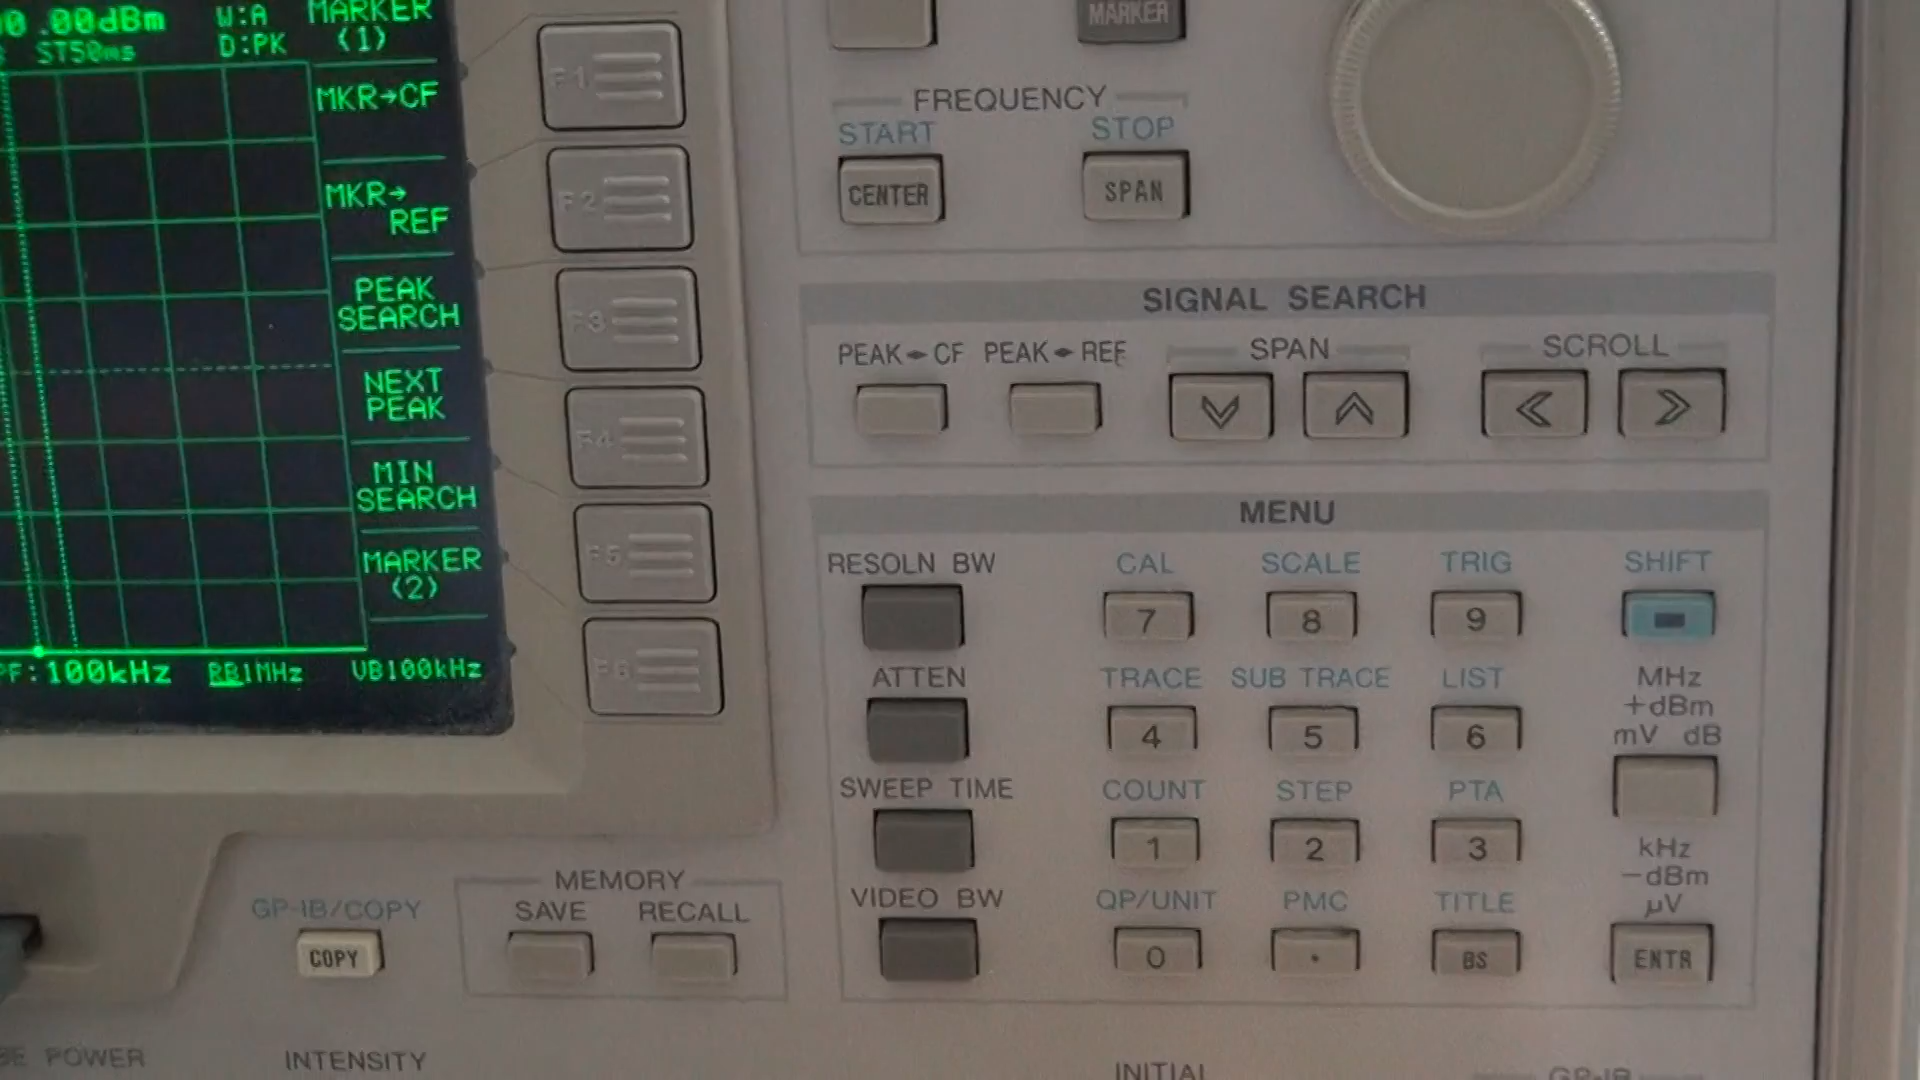 .00dBm
W:A
ST50ms
D:PK
MARKER
(1)
MKR→CF
MKR→
REF
PEAK
SEARCH
NEXT
PEAK
MIN
SEARCH
MARKER
(2)
PF:100kHz
RB1MHz
VB100kHz
F1
F2
F3
F4
F5
F6
MARKER
FREQUENCY
START
STOP
CENTER
SPAN
SIGNAL SEARCH
PEAK→CF
PEAK→REF
SPAN
SCROLL
MENU
RESOLN BW
CAL
SCALE
TRIG
SHIFT
7
8
9
ATTEN
TRACE
SUB TRACE
LIST
MHz
+dBm
mV dB
4
5
6
SWEEP TIME
COUNT
STEP
PTA
1
2
3
kHz
-dBm
µV
VIDEO BW
QP/UNIT
PMC
TITLE
0
.
BS
ENTR
GP-IB/COPY
COPY
MEMORY
SAVE
RECALL
POWER
INTENSITY
INITIAL
GP-IB